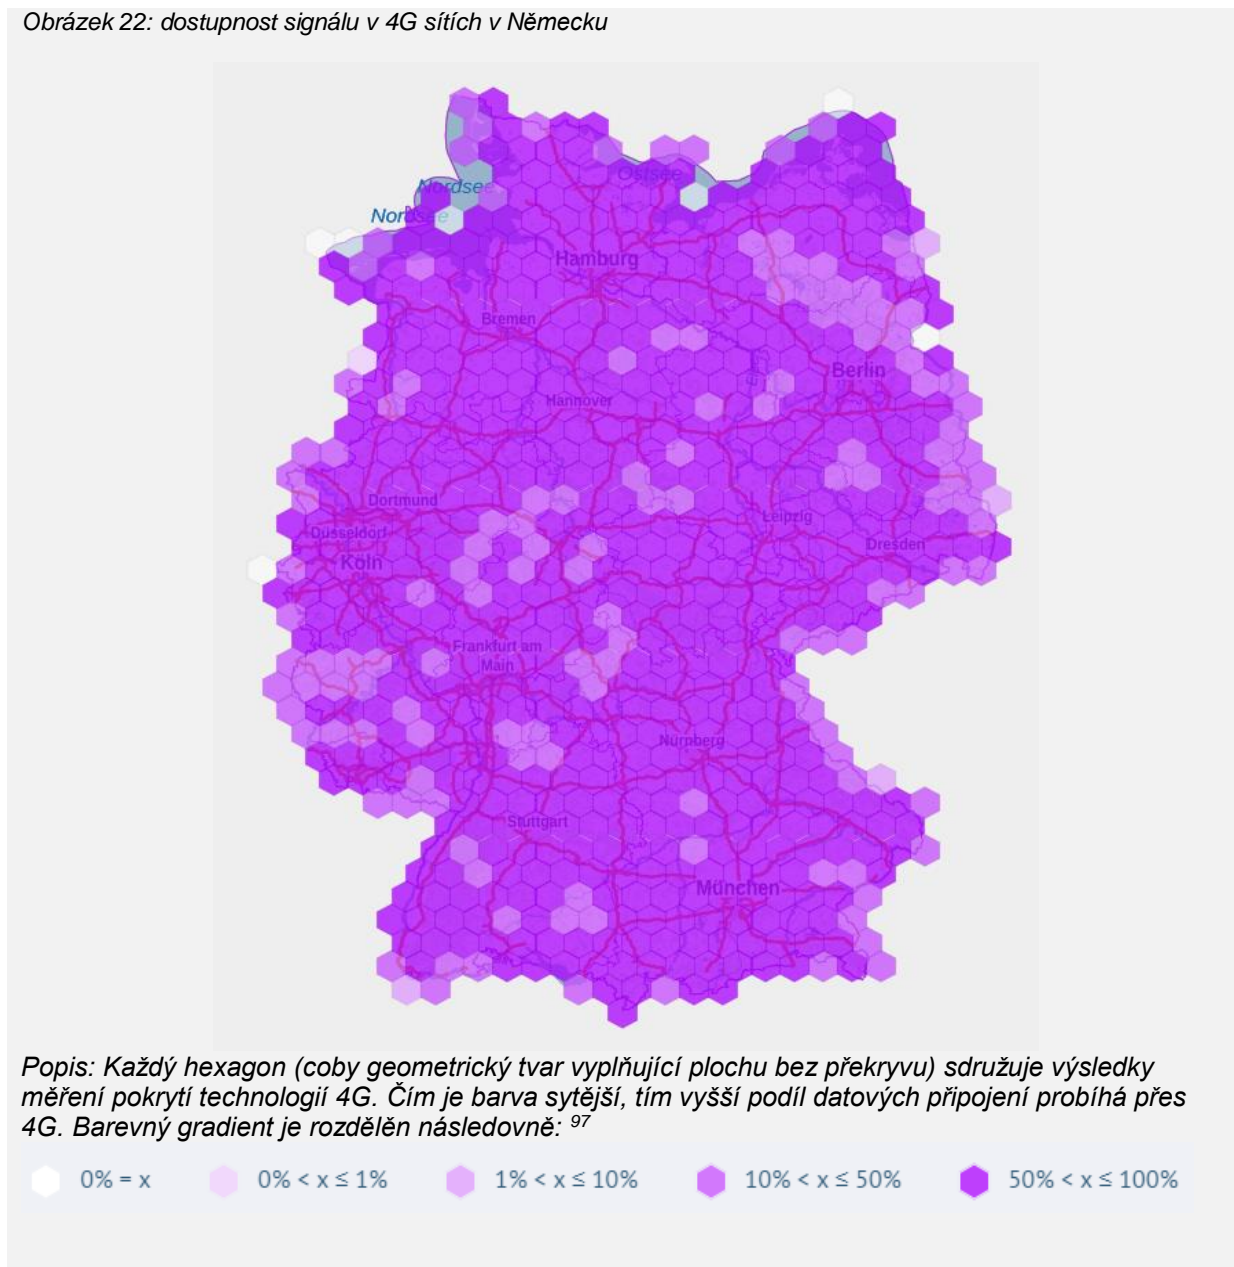 Obrázek 22: dostupnost signálu v 4G sítích v Německu
Nordsee
Nordsee
Ostsee
Hamburg
Bremen
Berlin
Hannover
Dortmund
Leipzig
Düsseldorf
Dresden
Köln
Frankfurt am
Main
Nürnberg
Stuttgart
München
Popis: Každý hexagon (coby geometrický tvar vyplňující plochu bez překryvu) sdružuje výsledky
měření pokrytí technologií 4G. Čím je barva sytější, tím vyšší podíl datových připojení probíhá přes
4G. Barevný gradient je rozdělěn následovně: 97
0% = x 0% < x ≤ 1% 1% < x ≤ 10% 10% < x ≤ 50% 50% < x ≤ 100%